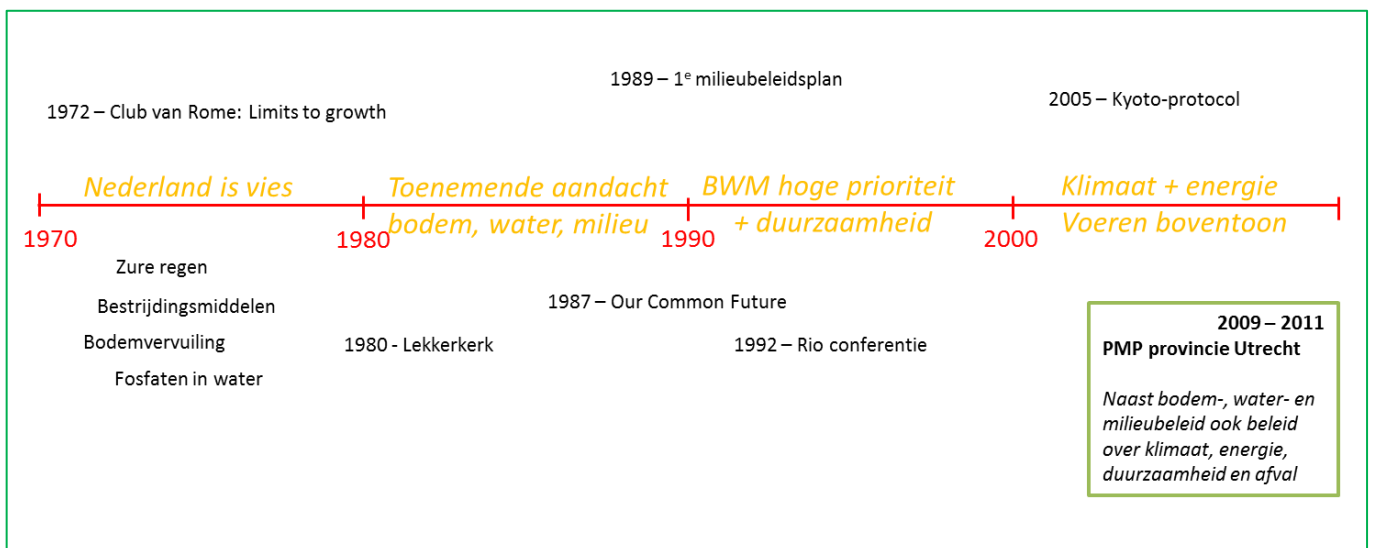 1989 – 1e milieubeleidsplan
1972 – Club van Rome: Limits to growth
2005 – Kyoto-protocol
Nederland is vies
Toenemende aandacht
bodem, water, milieu
BWM hoge prioriteit
+ duurzaamheid
Klimaat + energie
Voeren boventoon
1970
1980
1990
2000
Zure regen
Bestrijdingsmiddelen
Bodemvervuiling
Fosfaten in water
1987 – Our Common Future
1980 - Lekkerkerk
1992 – Rio conferentie
2009 – 2011
PMP provincie Utrecht
Naast bodem-, water- en
milieubeleid ook beleid
over klimaat, energie,
duurzaamheid en afval